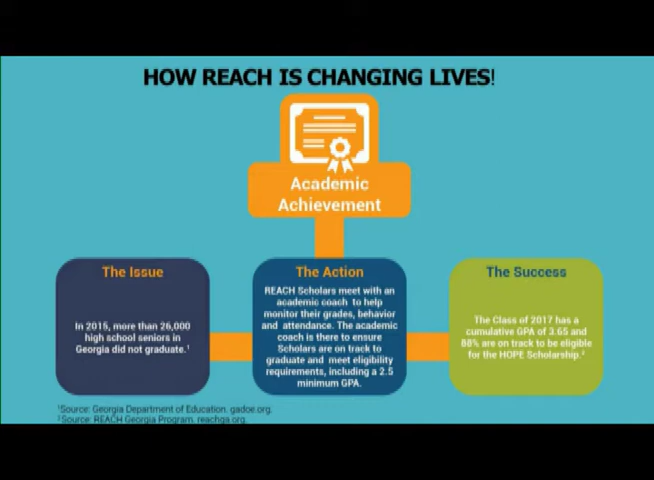 HOW REACH IS CHANGING LIVES!
Academic
Achievement
The Issue
In 2015, more than 26,000
high school seniors in
Georgia did not graduate.¹
The Action
REACH Scholars meet with an
academic coach to help
monitor their grades, behavior
and attendance. The academic
coach is there to ensure
Scholars are on track to
graduate and meet eligibility
requirements, including a 2.5
minimum GPA.
The Success
The Class of 2017 has a
cumulative GPA of 3.65 and
88% are on track to be eligible
for the HOPE Scholarship.²
¹Source: Georgia Department of Education. gadoe.org.
²Source: REACH Georgia Program. reachga.org.